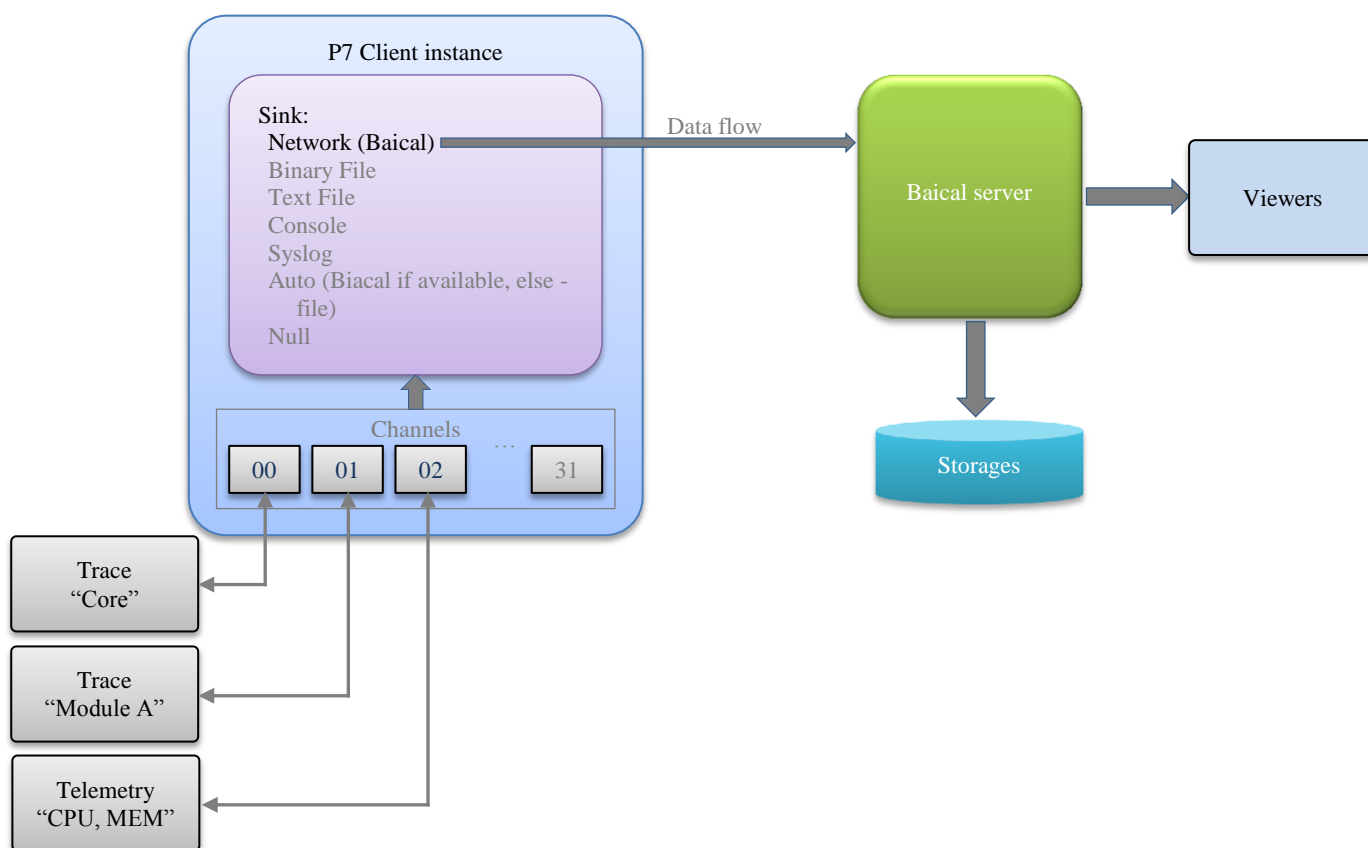 P7 Client instance
Sink:
Network (Baical)
Binary File
Text File
Console
Syslog
Auto (Biacal if available, else -
file)
Null
Data flow
Baical server
Viewers
Storages
Channels
00 01 02 ... 31
Trace
“Core”
Trace
“Module A”
Telemetry
“CPU, MEM”